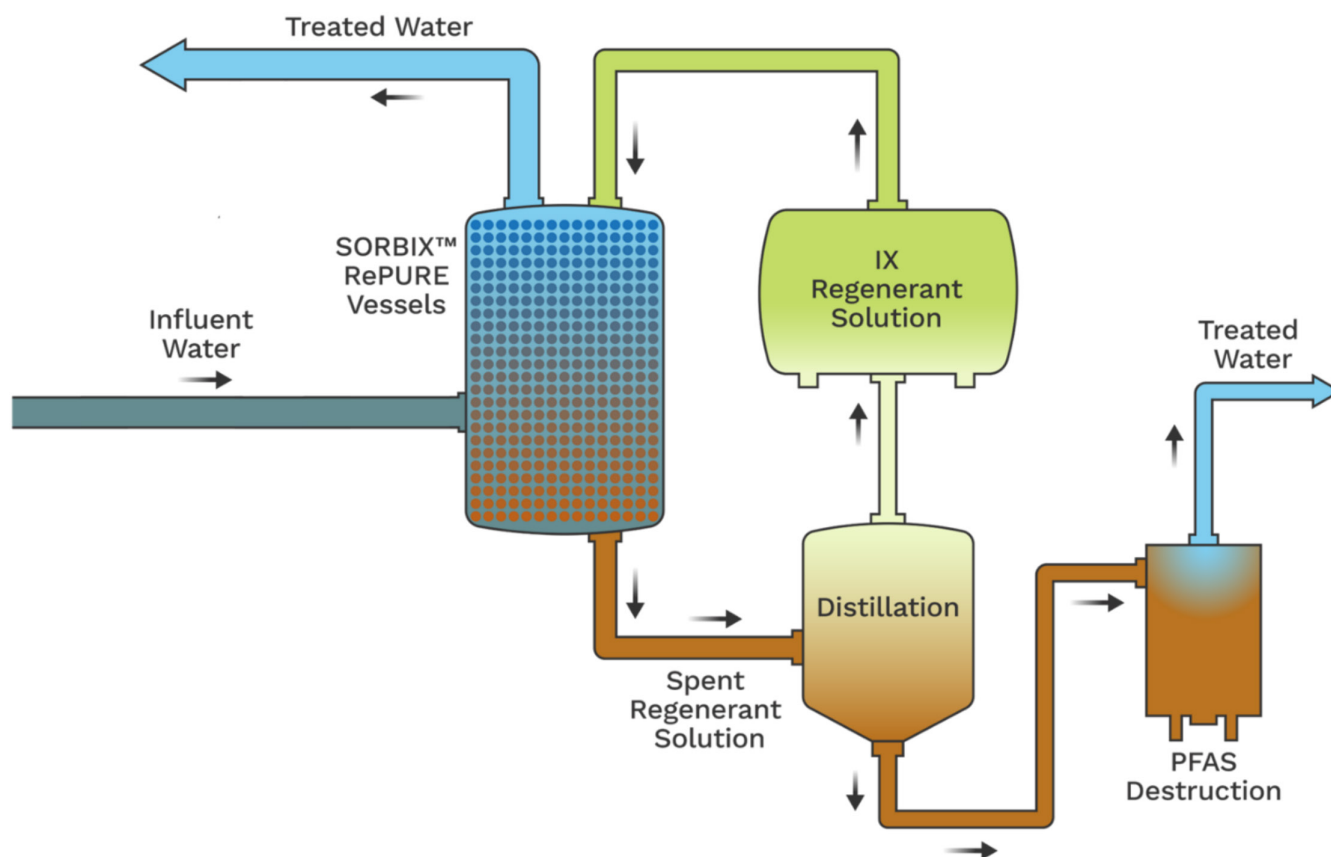 Treated Water
SORBIX™
RePURE
Vessels
IX
Regenerant
Solution
Influent
Water
Treated
Water
Distillation
Spent
Regenerant
Solution
PFAS
Destruction